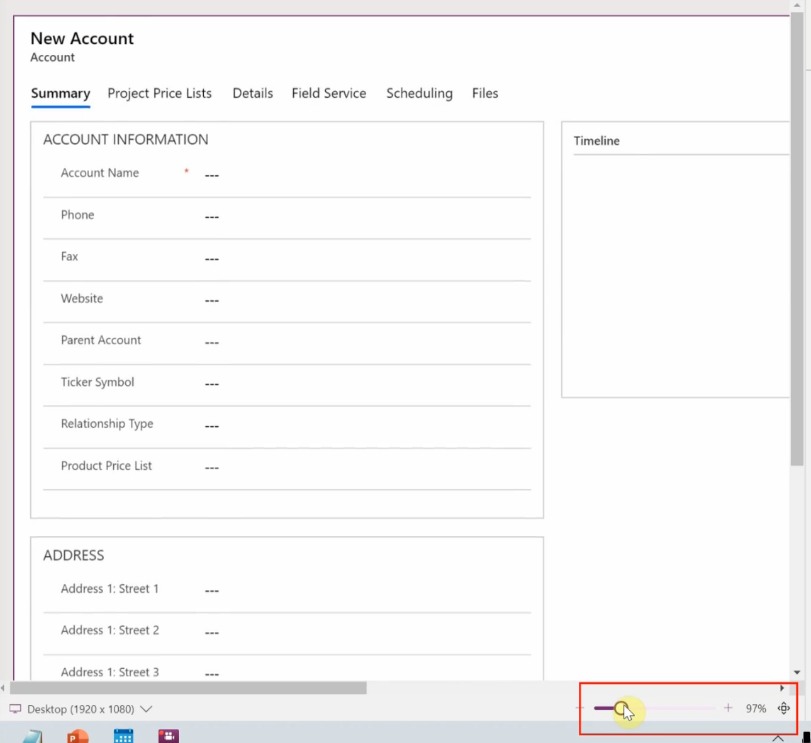 New Account
Account
Summary Project Price Lists Details Field Service Scheduling Files
ACCOUNT INFORMATION
Account Name * ---
Phone ---
Fax ---
Website ---
Parent Account ---
Ticker Symbol ---
Relationship Type ---
Product Price List ---
Timeline
ADDRESS
Address 1: Street 1 ---
Address 1: Street 2 ---
Address 1: Street 3 ---
Desktop (1920 x 1080)
97%